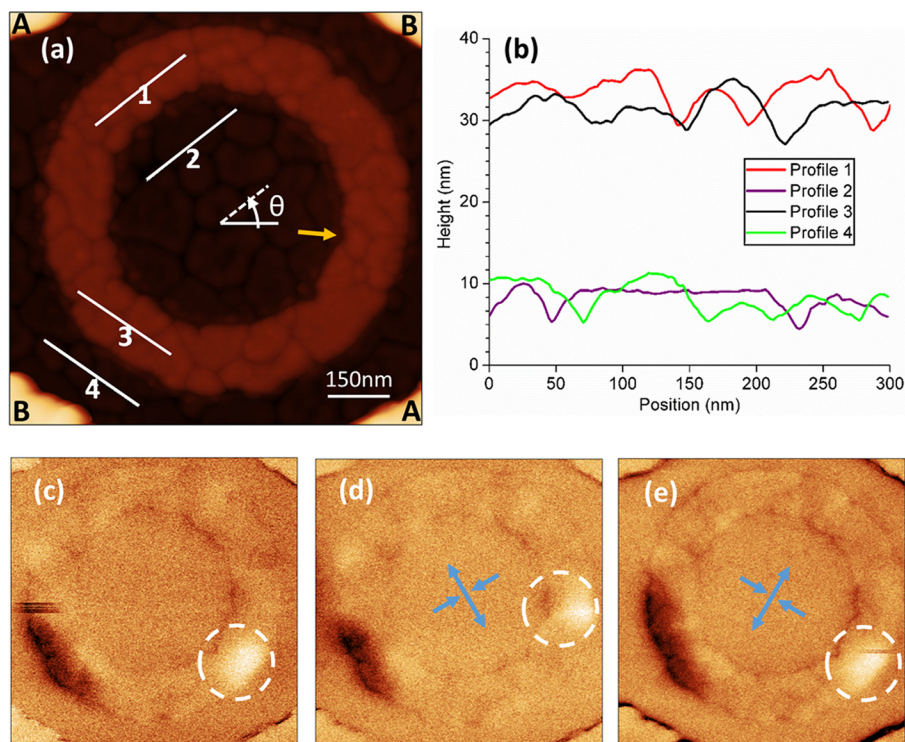 A
B
(a)
1
2
θ
3
4
150nm
B
A
(b)
40
30
20
10
0
Height (nm)
Profile 1
Profile 2
Profile 3
Profile 4
0 50 100 150 200 250 300
Position (nm)
(c)
(d)
(e)